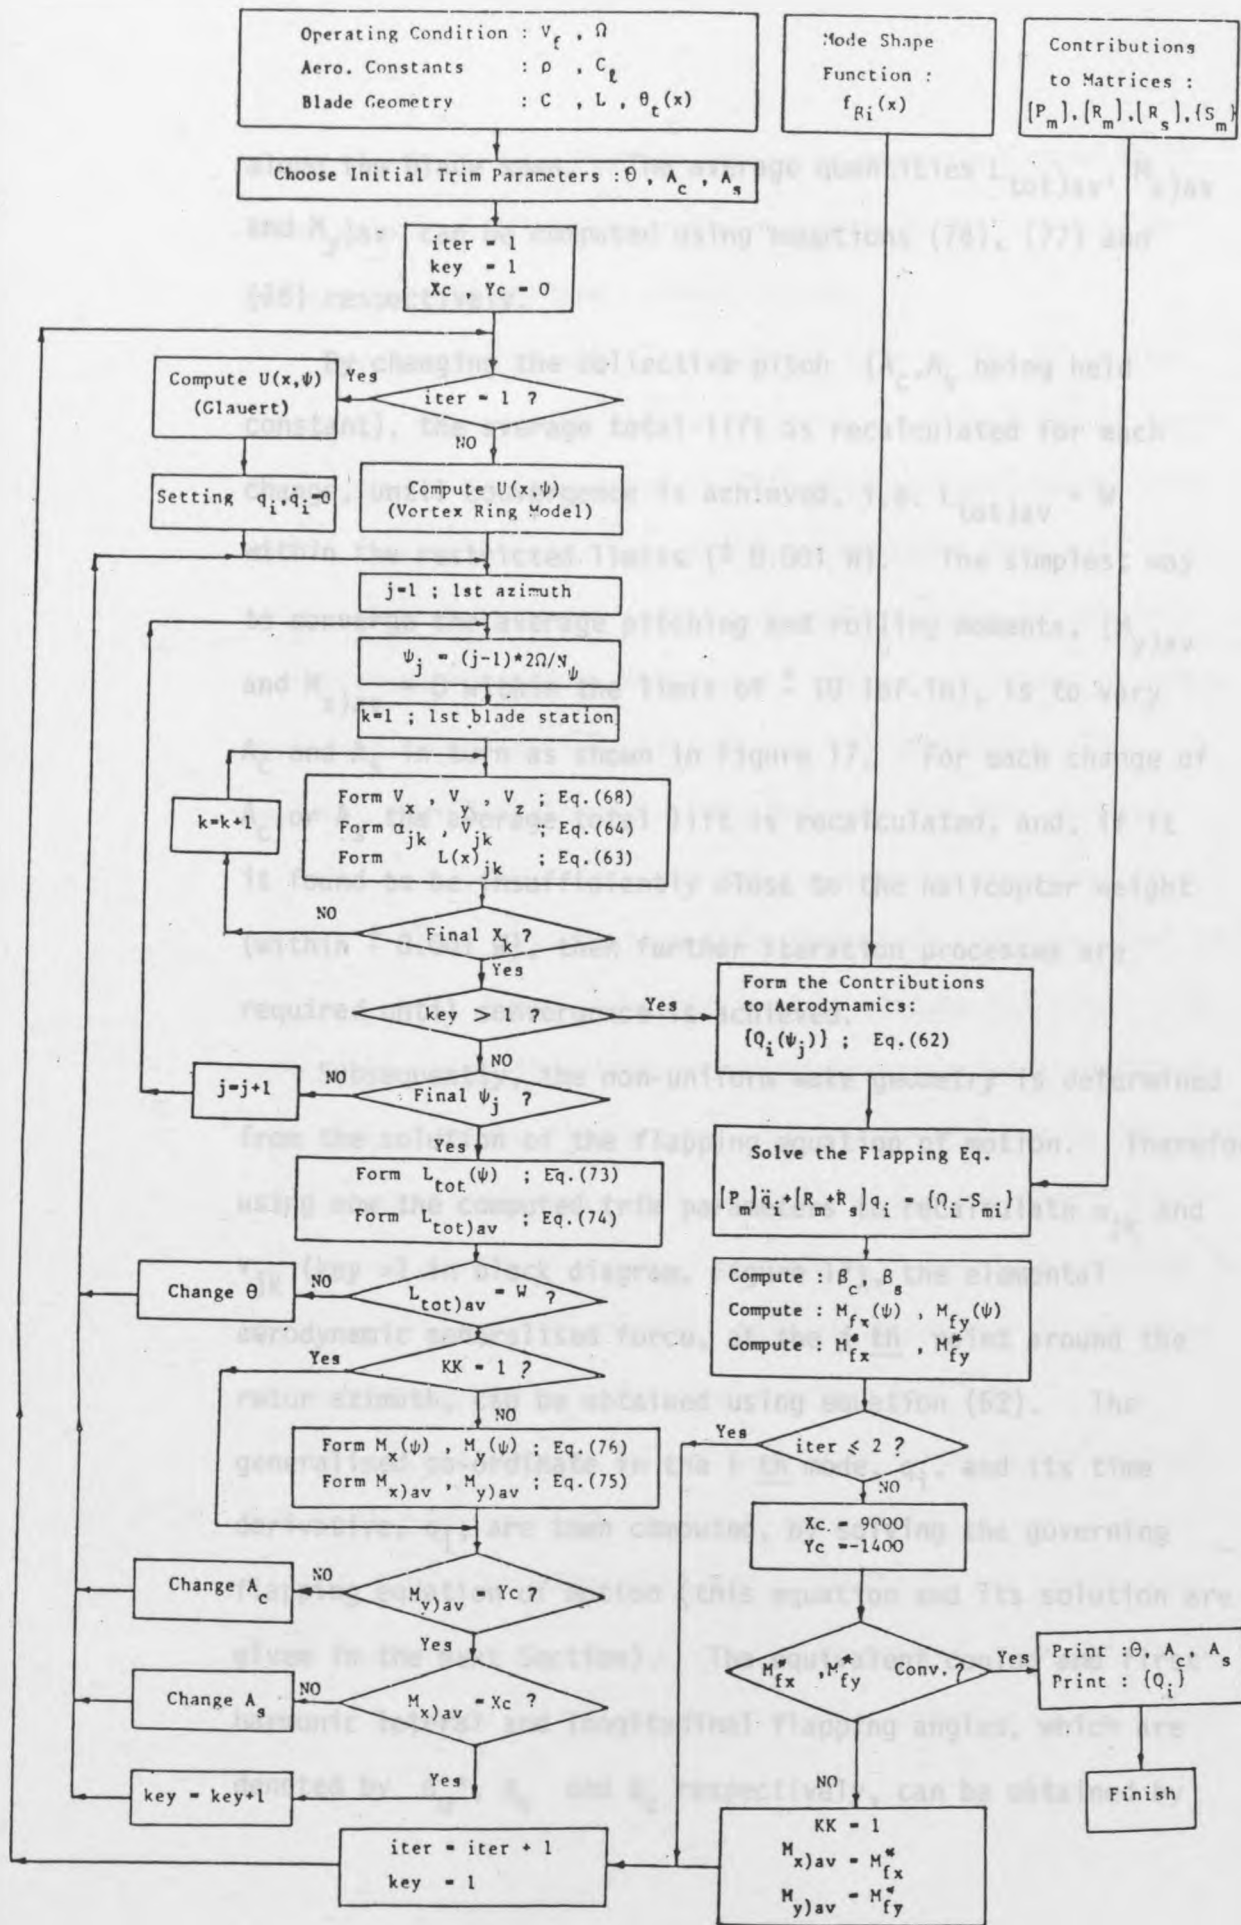 Operating Condition : V_f , Ω
Aero. Constants : ρ , C_ℓ
Blade Geometry : C , L , θ_t(x)
Mode Shape
Function :
f_βi(x)
Contributions
to Matrices :
[P_m],[R_m],[R_s],{S_m}
Choose Initial Trim Parameters : θ , A_c , A_s
iter = 1
key = 1
Xc Yc = 0
iter = 1 ?
Yes
NO
Compute U(x,ψ)
(Glauert)
Setting q_i,q_i=0
Compute U(x,ψ)
(Vortex Ring Model)
j=1 ; 1st azimuth
ψ_j = (j-1)*2Ω/N_ψ
k=1 ; 1st blade station
k=k+1
Form V_x , V_y , V_z ; Eq.(68)
Form α_jk , V_jk ; Eq.(64)
Form L(x)_jk ; Eq.(63)
NO
Final X_k ?
Yes
key > 1 ?
Yes
NO
Form the Contributions
to Aerodynamics:
{Q_i(ψ_j)} ; Eq.(62)
j=j+1
NO
Final ψ_j ?
Yes
Form L_tot(ψ) ; Eq.(73)
Form L_tot)av ; Eq.(74)
Solve the Flapping Eq.
[P_m]q̈_i+[R_m+R_s]q_i = {Q_i-S_mi}
Change θ
NO
L_tot)av = W ?
Yes
KK = 1 ?
NO
Compute : β_c, β_s
Compute : M_fx(ψ) , M_fy(ψ)
Compute : M*_fx , M*_fy
Form M_x(ψ) , M_y(ψ) ; Eq.(76)
Form M_x)av , M_y)av ; Eq.(75)
Yes
iter ≤ 2 ?
NO
Xc = 9000
Yc =-1400
Change A_c
NO
M_y)av = Yc ?
Yes
Change A_s
NO
M_x)av = Xc ?
Yes
key = key+1
M*_fx ,M*_fy Conv.?
Yes
NO
Print :θ, A_c, A_s
Print : {Q_i}
Finish
iter = iter + 1
key = 1
KK = 1
M_x)av = M*_fx
M_y)av = M*_fy